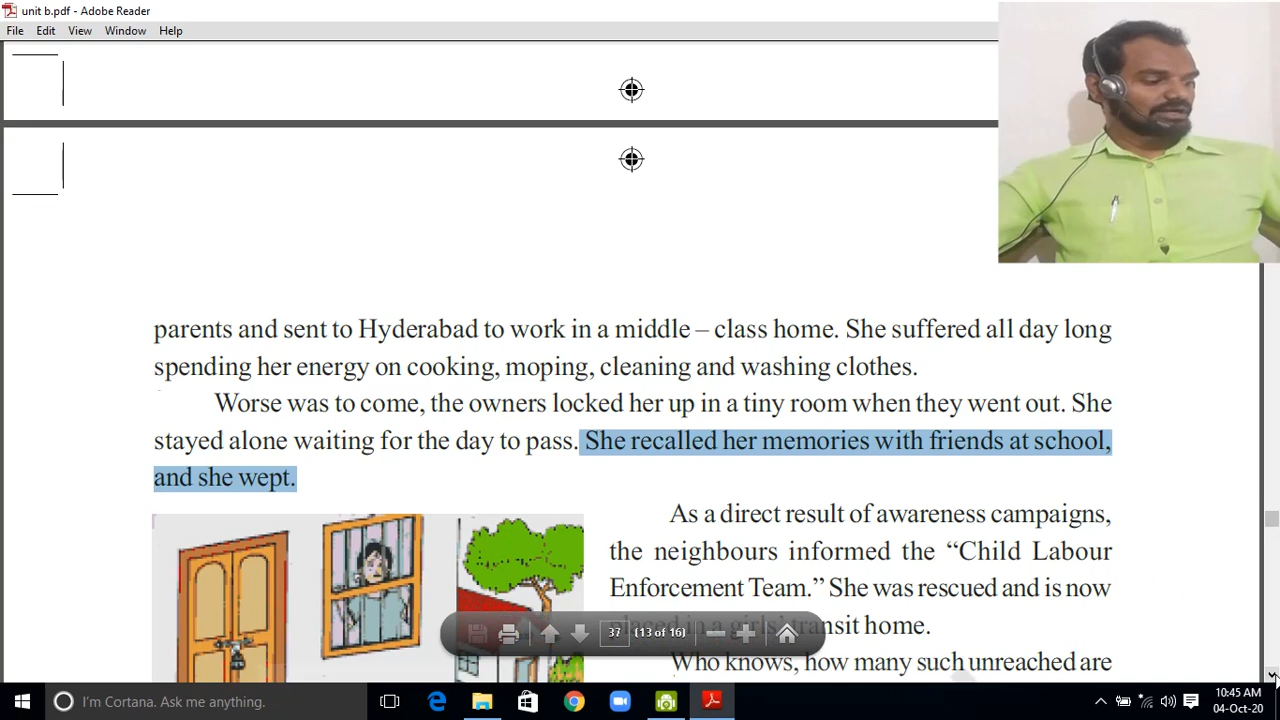 unit b.pdf - Adobe Reader
File Edit View Window Help
parents and sent to Hyderabad to work in a middle – class home. She suffered all day long
spending her energy on cooking, moping, cleaning and washing clothes.
Worse was to come, the owners locked her up in a tiny room when they went out. She
stayed alone waiting for the day to pass. She recalled her memories with friends at school,
and she wept.
As a direct result of awareness campaigns,
the neighbours informed the “Child Labour
Enforcement Team.” She was rescued and is now
placed in a girls’ transit home.
Who knows, how many such unreached are
37 (13 of 16)
I'm Cortana. Ask me anything.
10:45 AM
04-Oct-20